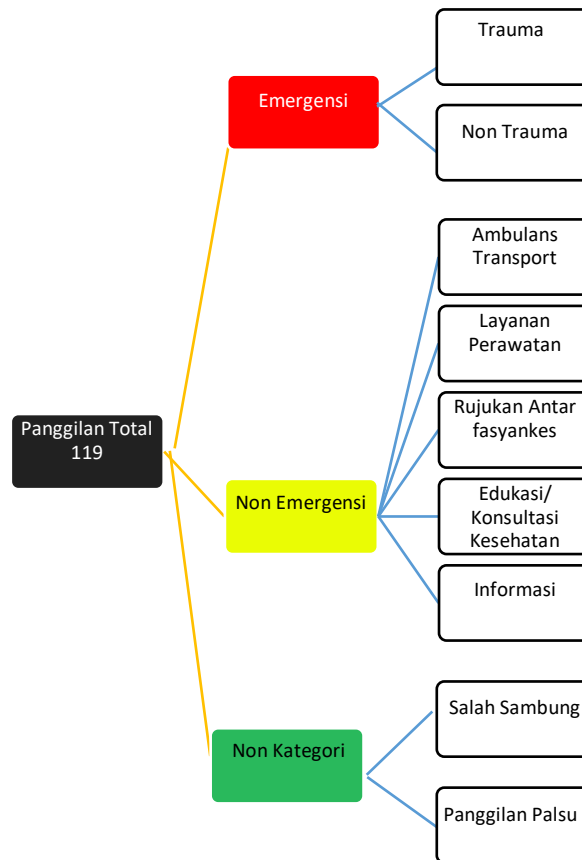 Trauma
Emergensi
Non Trauma
Ambulans
Transport
Layanan
Perawatan
Rujukan Antar
fasyankes
Panggilan Total
119
Non Emergensi
Edukasi/
Konsultasi
Kesehatan
Informasi
Salah Sambung
Non Kategori
Panggilan Palsu